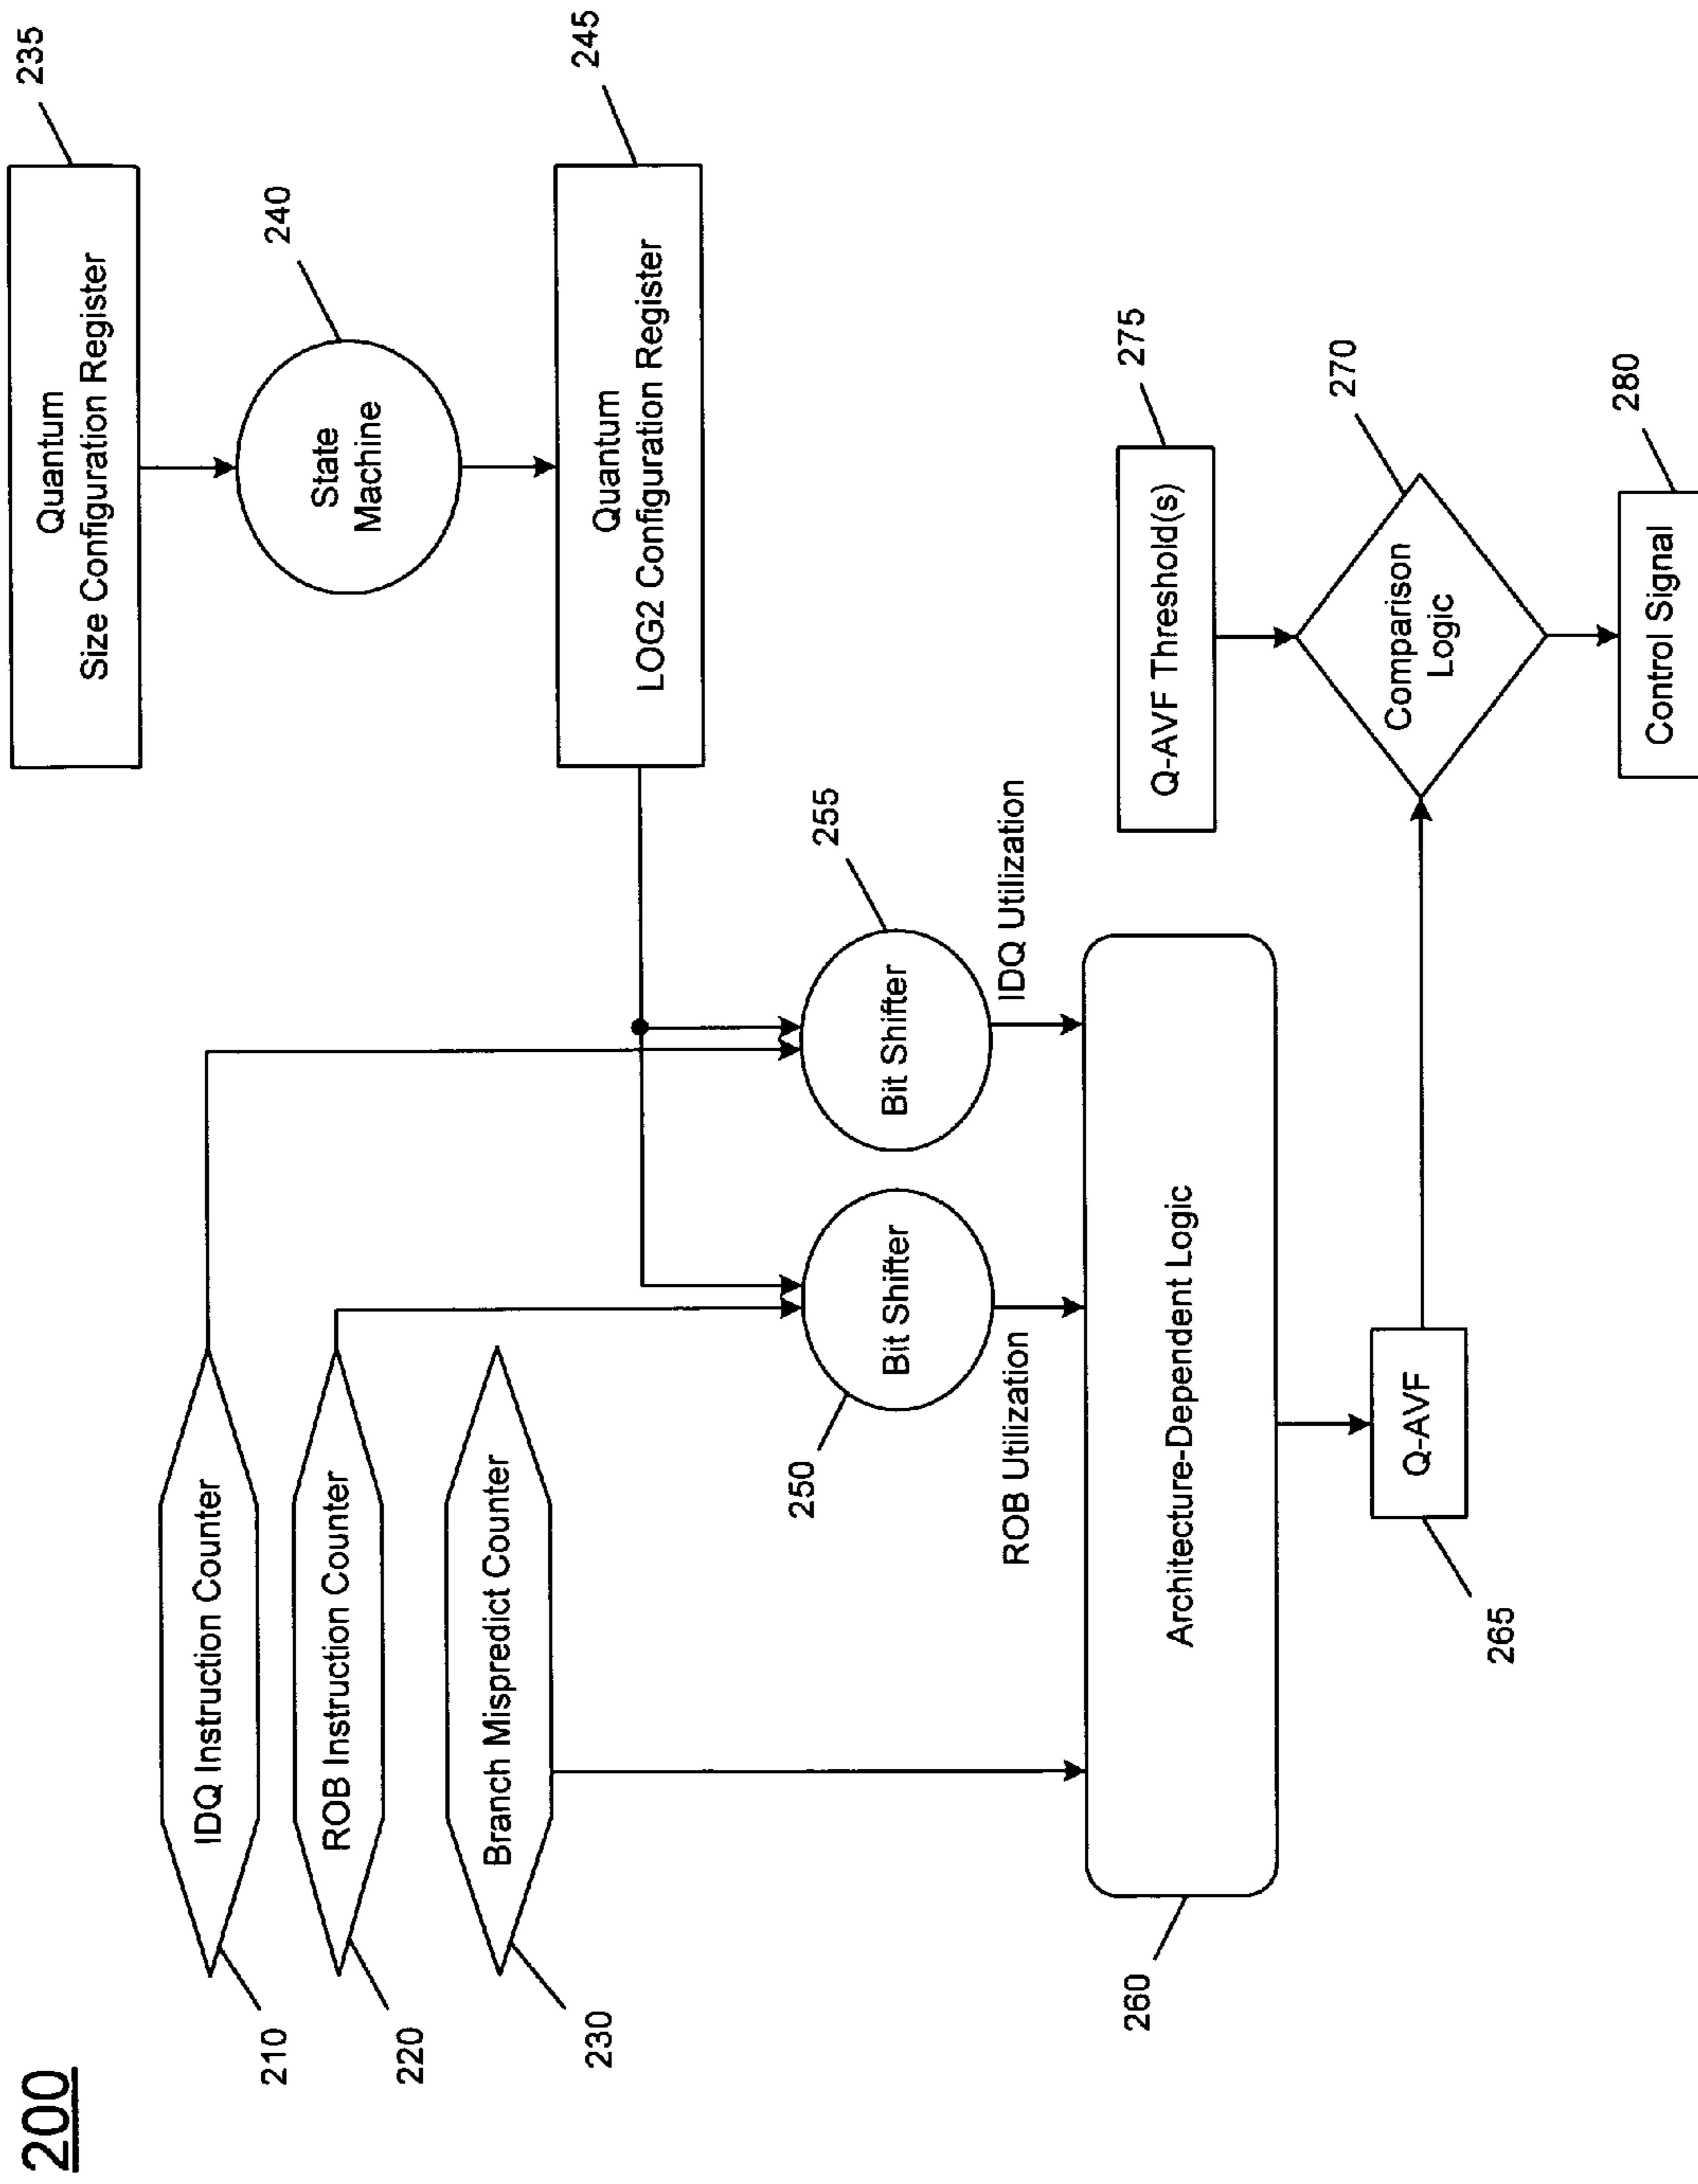 200
IDQ Instruction Counter
210
ROB Instruction Counter
220
Branch Mispredict Counter
230
Quantum
Size Configuration Register
235
State
Machine
240
Quantum
LOG2 Configuration Register
245
Bit Shifter
250
Bit Shifter
255
ROB Utilization
IDQ Utilization
Architecture-Dependent Logic
260
Q-AVF
265
Q-AVF Threshold(s)
275
Comparison
Logic
270
Control Signal
280